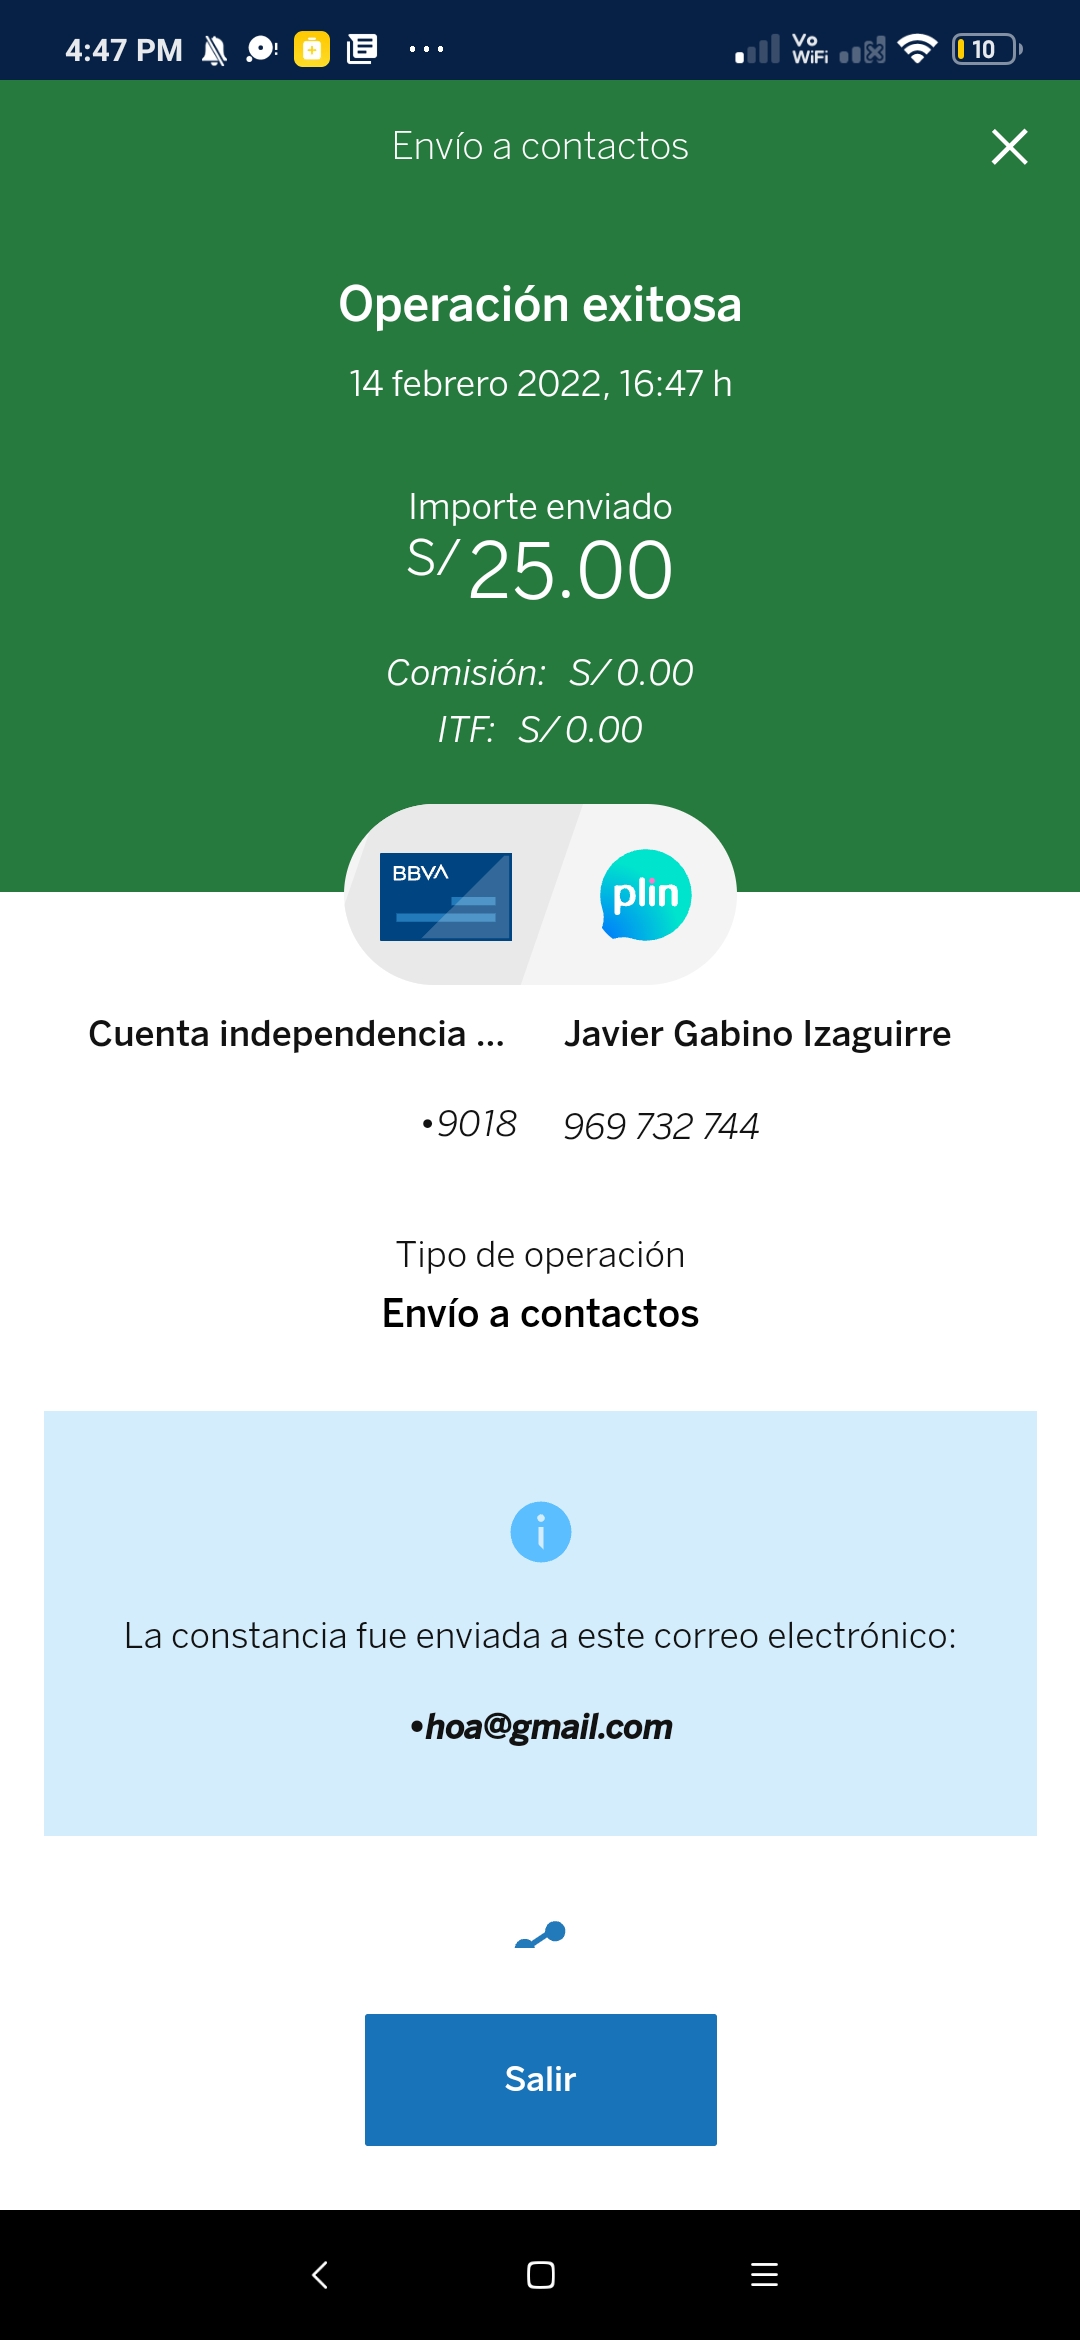 4:47 PM
Vo
WiFi
10
Envío a contactos
Operación exitosa
14 febrero 2022, 16:47 h
Importe enviado
S/ 25.00
Comisión: S/ 0.00
ITF: S/ 0.00
BBVA
plin
Cuenta independencia ...
Javier Gabino Izaguirre
•9018
969 732 744
Tipo de operación
Envío a contactos
La constancia fue enviada a este correo electrónico:
•hoa@gmail.com
Salir